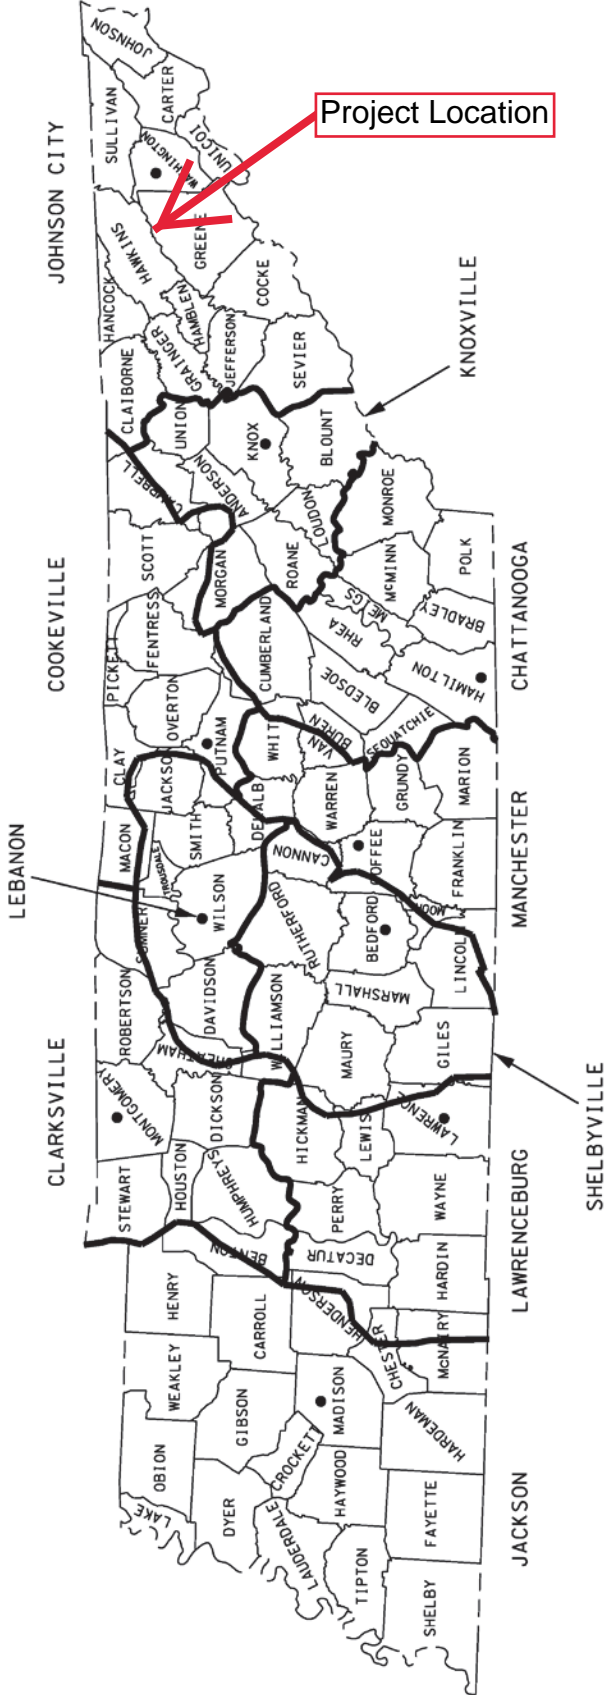 Project Location
JOHNSON CITY
JOHNSON
CARTER
SULLIVAN
UNICOI
WASHINGTON
GREENE
HAWKINS
HANCOCK
HAMBLEN
COCKE
GRAINGER
JEFFERSON
SEVIER
KNOXVILLE
CLAIBORNE
UNION
KNOX
BLOUNT
CAMPBELL
ANDERSON
LOUDON
MONROE
SCOTT
MORGAN
ROANE
McMINN
POLK
COOKEVILLE
CHATTANOOGA
PICKETT
FENTRESS
CUMBERLAND
RHEA
MEIGS
BRADLEY
HAMILTON
OVERTON
BLEDSOE
CLAY
PUTNAM
WHITE
VAN
BUREN
SEQUATCHIE
JACKSON
DEKALB
WARREN
GRUNDY
MARION
MACON
SMITH
TROUSDALE
CANNON
COFFEE
FRANKLIN
MANCHESTER
LEBANON
SUMNER
WILSON
RUTHERFORD
BEDFORD
MOORE
LINCOLN
ROBERTSON
DAVIDSON
WILLIAMSON
MARSHALL
CHEATHAM
MAURY
GILES
SHELBYVILLE
CLARKSVILLE
MONTGOMERY
DICKSON
HICKMAN
LEWIS
LAWRENCE
LAWRENCEBURG
STEWART
HOUSTON
HUMPHREYS
PERRY
WAYNE
BENTON
DECATUR
HARDIN
HENRY
CARROLL
HENDERSON
CHESTER
McNAIRY
WEAKLEY
GIBSON
MADISON
HARDEMAN
OBION
CROCKETT
HAYWOOD
LAKE
DYER
LAUDERDALE
FAYETTE
JACKSON
TIPTON
SHELBY